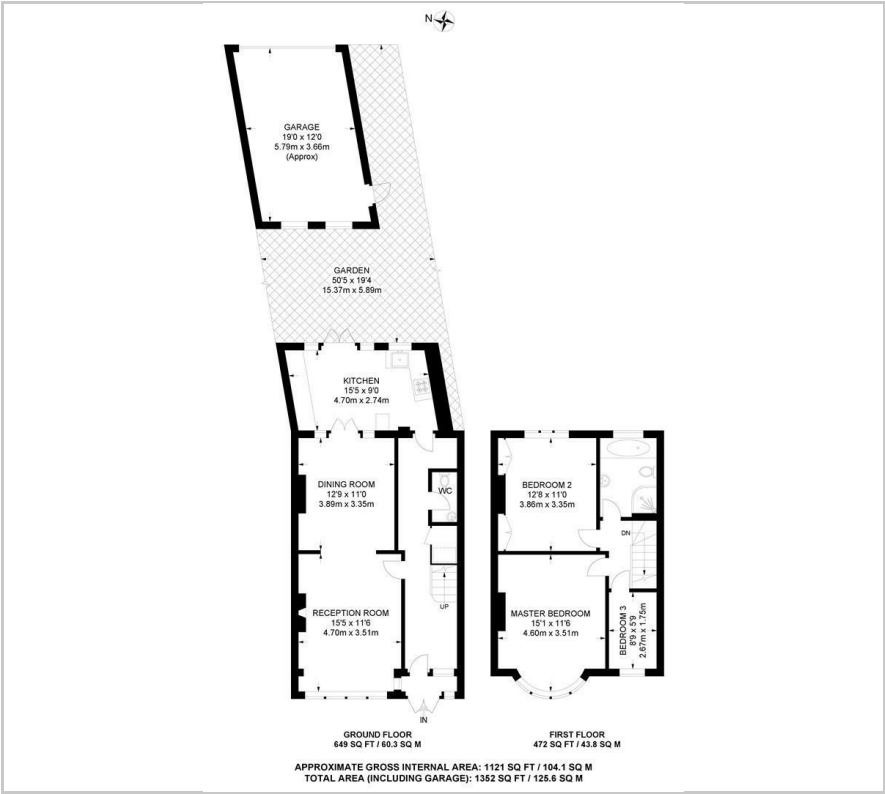 N
GARAGE
19'0 x 12'0
5.79m x 3.66m
(Approx)
GARDEN
50'5 x 19'4
15.37m x 5.89m
KITCHEN
15'5 x 9'0
4.70m x 2.74m
DINING ROOM
12'9 x 11'0
3.89m x 3.35m
WC
RECEPTION ROOM
15'5 x 11'6
4.70m x 3.51m
UP
IN
BEDROOM 2
12'8 x 11'0
3.86m x 3.35m
DN
MASTER BEDROOM
15'1 x 11'6
4.60m x 3.51m
BEDROOM 3
8'9 x 5'9
2.67m x 1.75m
GROUND FLOOR
649 SQ FT / 60.3 SQ M
FIRST FLOOR
472 SQ FT / 43.8 SQ M
APPROXIMATE GROSS INTERNAL AREA: 1121 SQ FT / 104.1 SQ M
TOTAL AREA (INCLUDING GARAGE): 1352 SQ FT / 125.6 SQ M